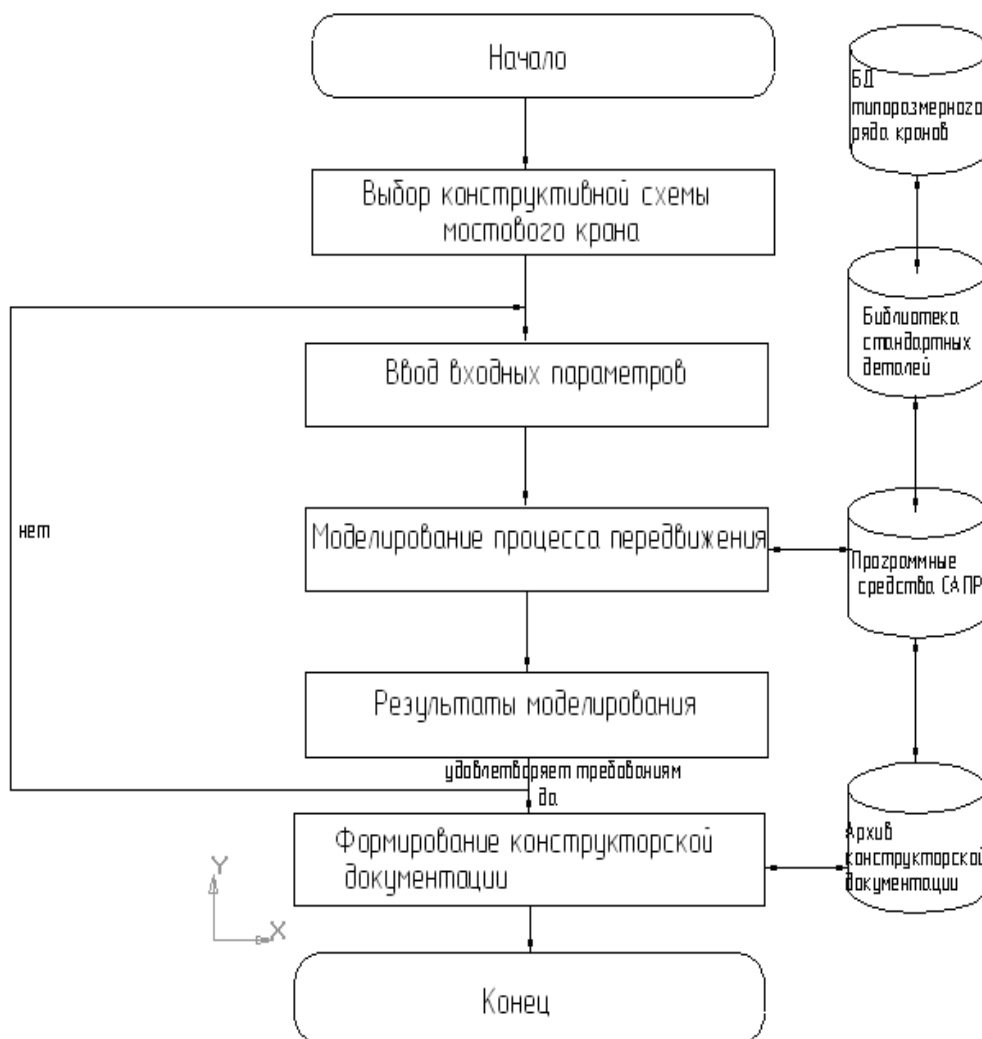 Начало
Выбор конструктивной схемы
мостового крана
Ввод входных параметров
Моделирование процесса передвижения
Результаты моделирования
удовлетворяет требованиям
да
нет
Формирование конструкторской
документации
Конец
БД
типоразмерного
ряда кранов
Библиотека
стандартных
деталей
Программные
средства САПР
Архив
конструкторской
документации
Y
X